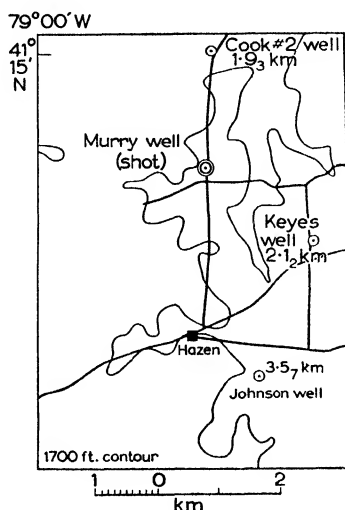 79°00′ W
41°
15′
N
Cook #2 well
1·9₃ km
Murry well
(shot)
Keyes
well
2·1₂ km
Hazen
3·5₇ km
Johnson well
1700 ft. contour
1 0 2
km